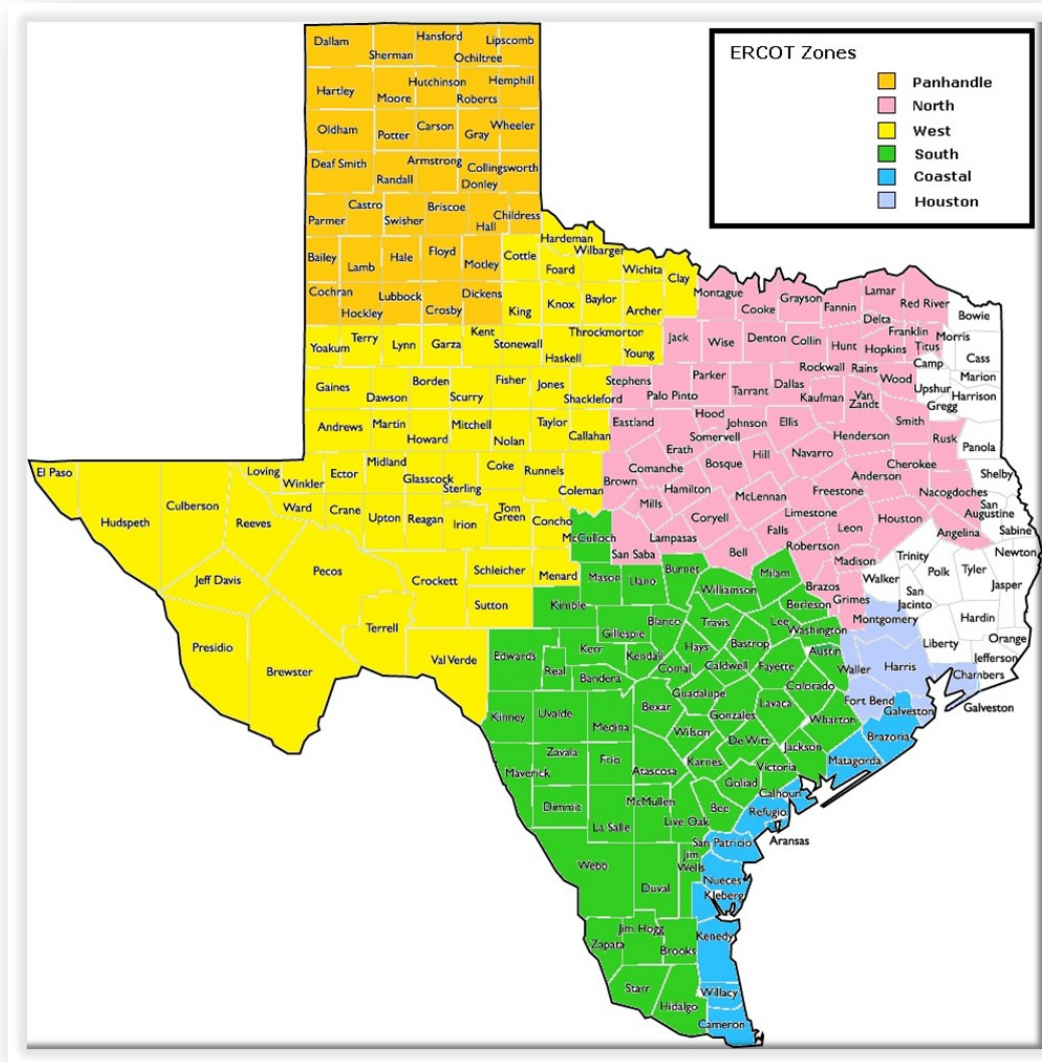 ERCOT Zones
Panhandle
North
West
South
Coastal
Houston
Dallam
Sherman
Hansford
Ochiltree
Lipscomb
Hartley
Moore
Hutchinson
Roberts
Hemphill
Oldham
Potter
Carson
Gray
Wheeler
Deaf Smith
Randall
Armstrong
Donley
Collingsworth
Parmer
Castro
Swisher
Briscoe
Hall
Childress
Bailey
Lamb
Hale
Floyd
Motley
Cottle
Hardeman
Foard
Wilbarger
Wichita
Clay
Cochran
Hockley
Lubbock
Crosby
Dickens
King
Knox
Baylor
Archer
Montague
Cooke
Grayson
Fannin
Lamar
Delta
Red River
Bowie
Yoakum
Terry
Lynn
Garza
Kent
Stonewall
Haskell
Throckmorton
Young
Jack
Wise
Denton
Collin
Hunt
Hopkins
Franklin
Titus
Morris
Camp
Cass
Marion
Gaines
Dawson
Borden
Scurry
Fisher
Jones
Shackleford
Stephens
Palo Pinto
Parker
Tarrant
Dallas
Rockwall
Kaufman
Rains
Van
Zandt
Wood
Upshur
Harrison
Gregg
Andrews
Martin
Howard
Mitchell
Nolan
Taylor
Callahan
Eastland
Erath
Hood
Somervell
Johnson
Ellis
Henderson
Smith
Rusk
Panola
El Paso
Hudspeth
Culberson
Loving
Winkler
Reeves
Ward
Ector
Crane
Midland
Upton
Glasscock
Reagan
Sterling
Irion
Coke
Tom
Green
Runnels
Concho
Coleman
Brown
Comanche
Mills
Hamilton
Bosque
Hill
Navarro
McLennan
Coryell
Limestone
Freestone
Anderson
Cherokee
Nacogdoches
Shelby
San
Augustine
Sabine
Jeff Davis
Pecos
Crockett
Schleicher
Menard
McCulloch
San Saba
Lampasas
Bell
Falls
Robertson
Leon
Houston
Madison
Angelina
Trinity
Walker
Polk
San
Jacinto
Tyler
Newton
Jasper
Presidio
Brewster
Terrell
Val Verde
Sutton
Kimble
Mason
Llano
Burnet
Williamson
Milam
Burleson
Brazos
Grimes
Montgomery
Liberty
Hardin
Orange
Jefferson
Chambers
Edwards
Real
Kerr
Bandera
Gillespie
Kendall
Blanco
Comal
Hays
Travis
Caldwell
Bastrop
Lee
Fayette
Washington
Austin
Colorado
Waller
Harris
Fort Bend
Galveston
Galveston
Kinney
Uvalde
Medina
Bexar
Guadalupe
Wilson
Gonzales
Lavaca
De Witt
Wharton
Jackson
Matagorda
Brazoria
Maverick
Zavala
Frio
Atascosa
Karnes
Goliad
Victoria
Calhoun
Refugio
Aransas
Dimmit
La Salle
McMullen
Live Oak
Bee
San Patricio
Webb
Duval
Jim
Wells
Nueces
Kleberg
Zapata
Jim Hogg
Brooks
Kenedy
Starr
Hidalgo
Willacy
Cameron